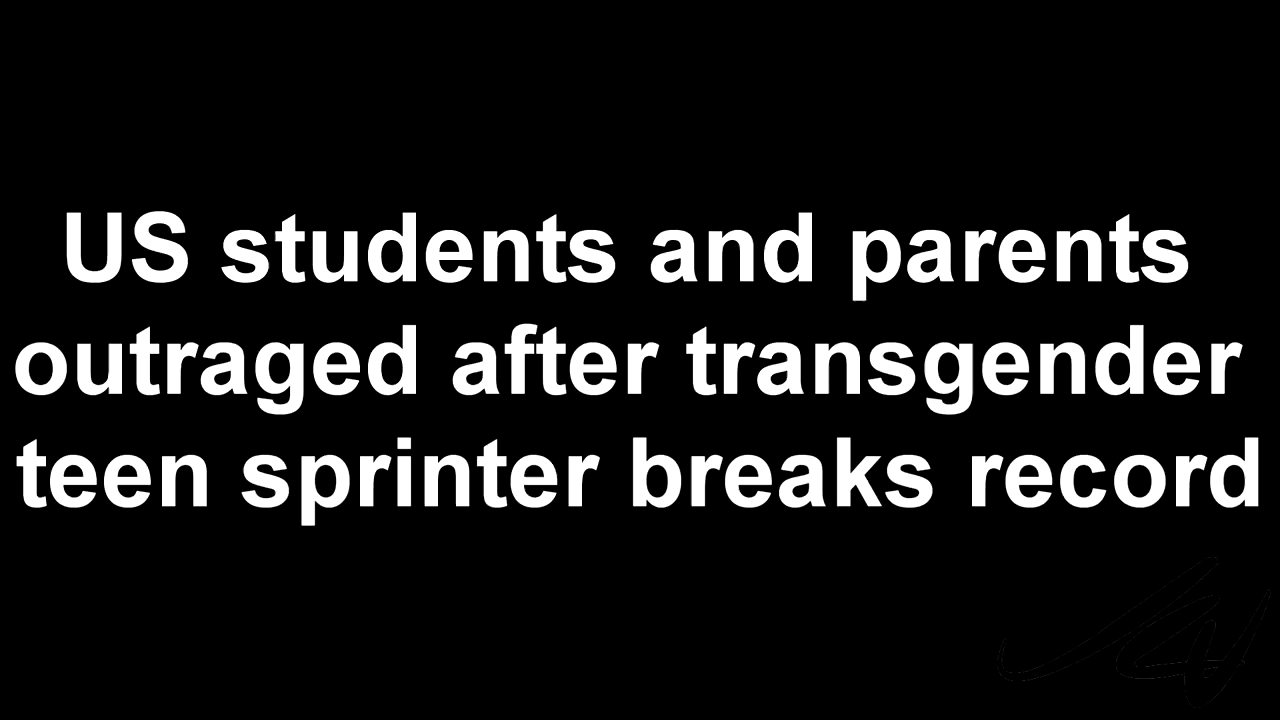 US students and parents
outraged after transgender
teen sprinter breaks record